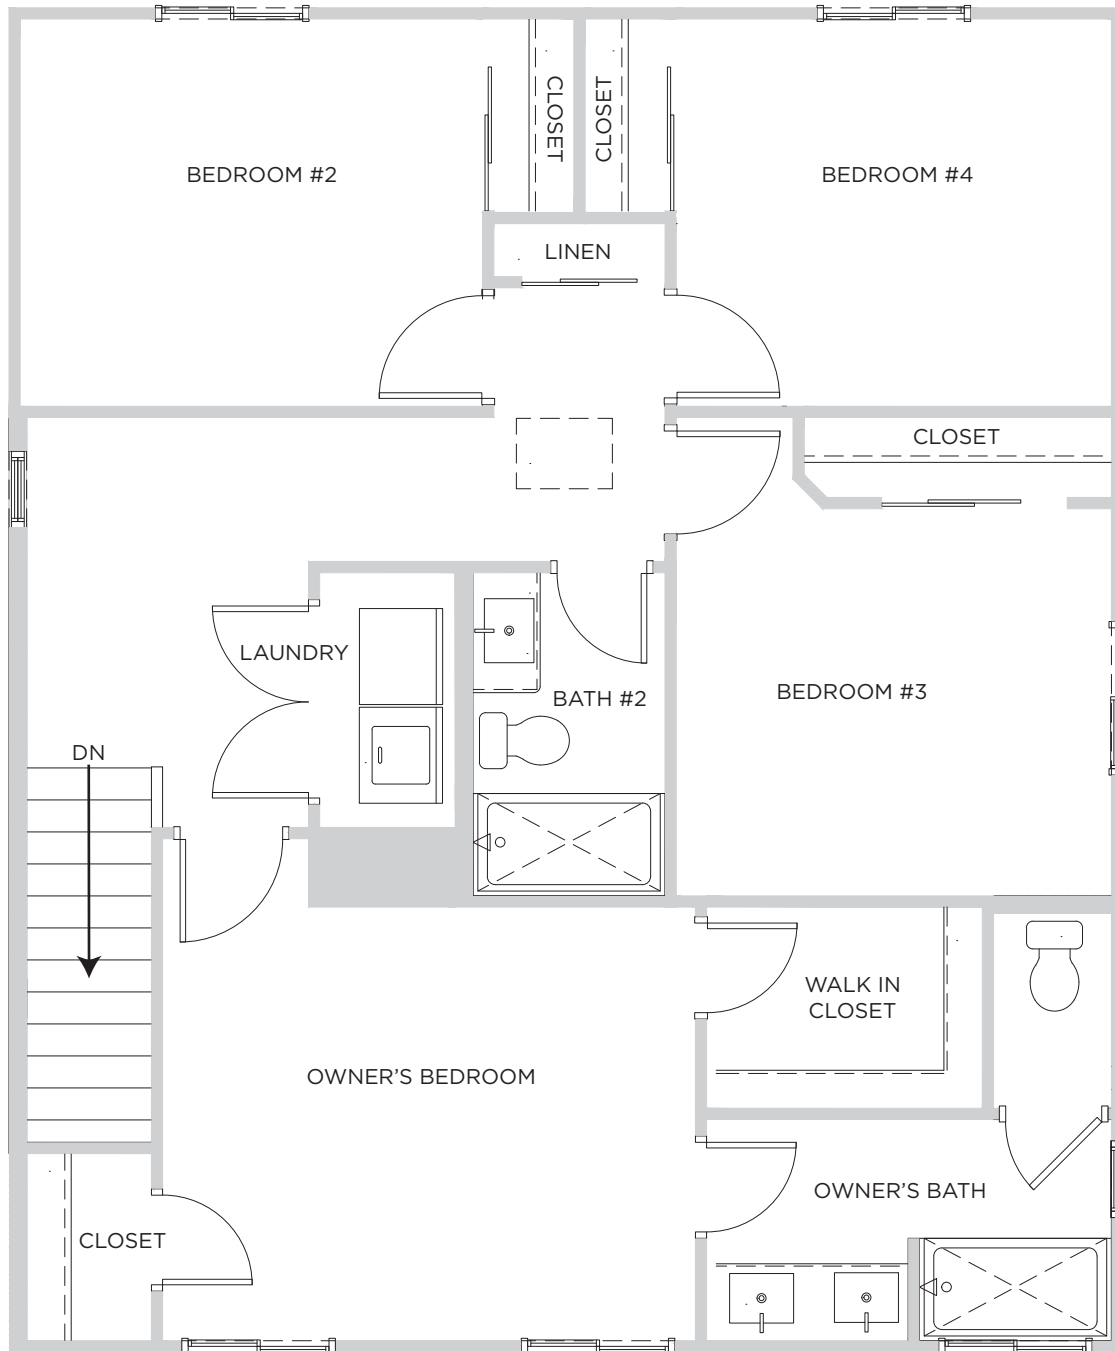 CLOSET
CLOSET
BEDROOM #2
BEDROOM #4
LINEN
CLOSET
LAUNDRY
BATH #2
BEDROOM #3
DN
WALK IN
CLOSET
OWNER'S BEDROOM
OWNER'S BATH
CLOSET